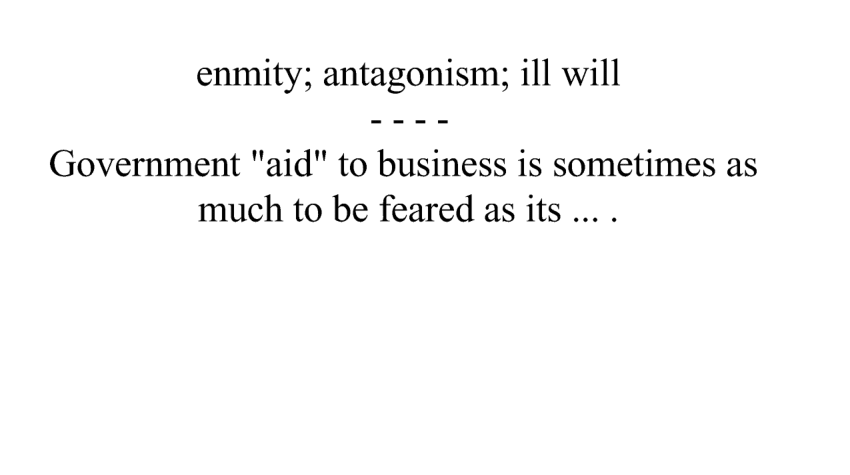 enmity; antagonism; ill will
- - - -
Government "aid" to business is sometimes as
much to be feared as its ... .